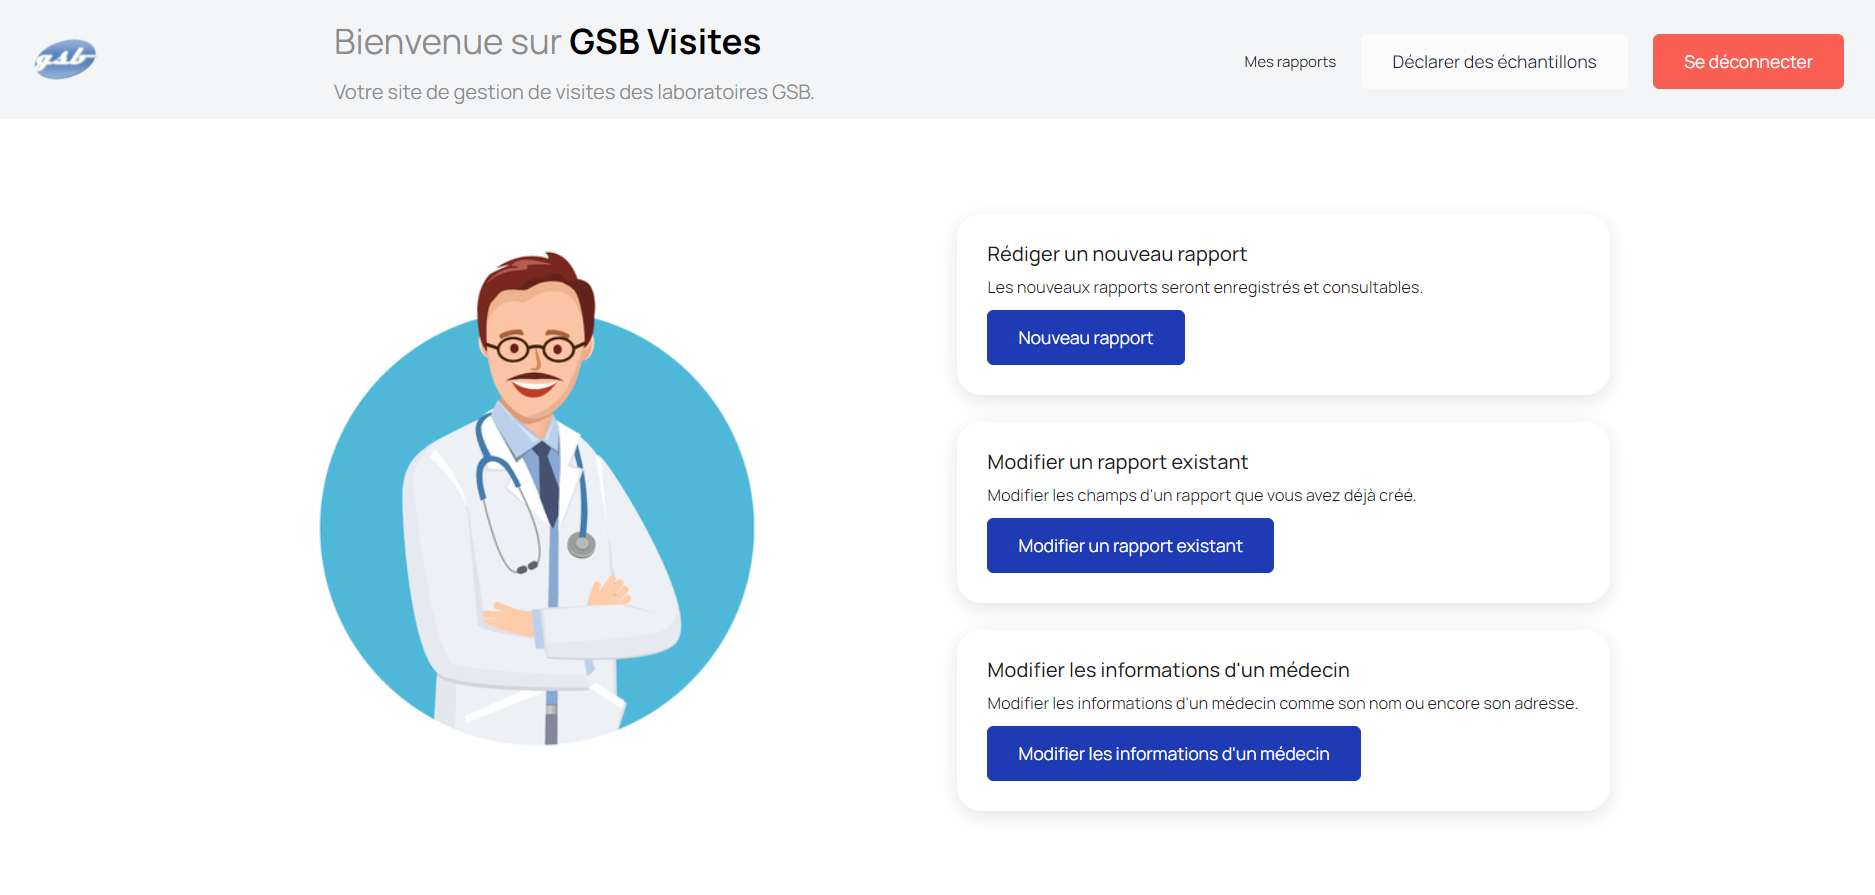 gsb
Bienvenue sur GSB Visites
Votre site de gestion de visites des laboratoires GSB.
Mes rapports
Déclarer des échantillons
Se déconnecter
Rédiger un nouveau rapport
Les nouveaux rapports seront enregistrés et consultables.
Nouveau rapport
Modifier un rapport existant
Modifier les champs d'un rapport que vous avez déjà créé.
Modifier un rapport existant
Modifier les informations d'un médecin
Modifier les informations d'un médecin comme son nom ou encore son adresse.
Modifier les informations d'un médecin